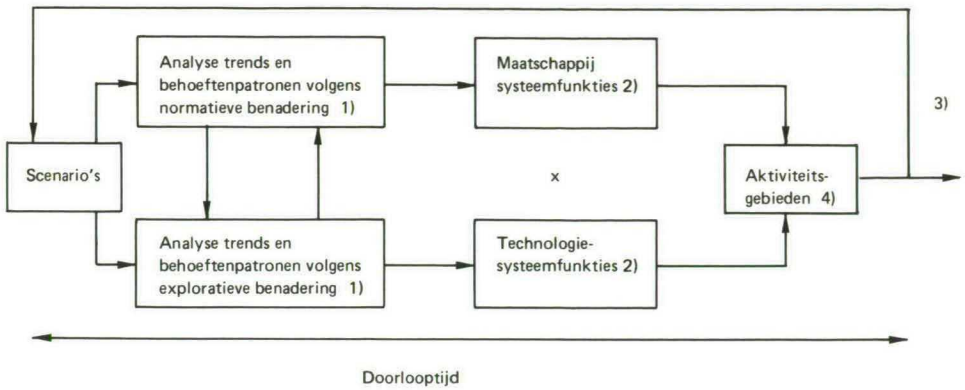 Analyse trends en
behoeftenpatronen volgens
normatieve benadering 1)
Maatschappij
systeemfunkties 2)
3)
Scenario's
x
Aktiviteits-
gebieden 4)
Analyse trends en
behoeftenpatronen volgens
exploratieve benadering 1)
Technologie-
systeemfunkties 2)
Doorlooptijd